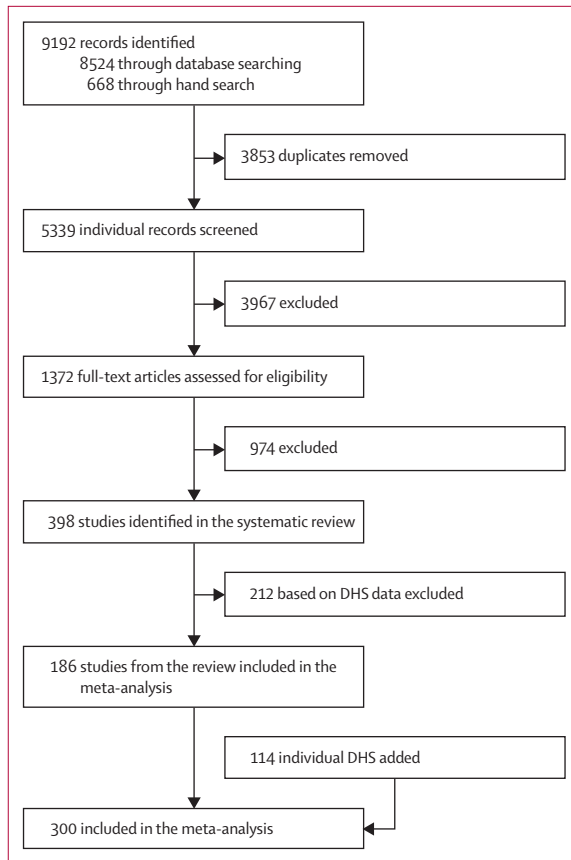 9192 records identified
8524 through database searching
668 through hand search
3853 duplicates removed
5339 individual records screened
3967 excluded
1372 full-text articles assessed for eligibility
974 excluded
398 studies identified in the systematic review
212 based on DHS data excluded
186 studies from the review included in the
meta-analysis
114 individual DHS added
300 included in the meta-analysis